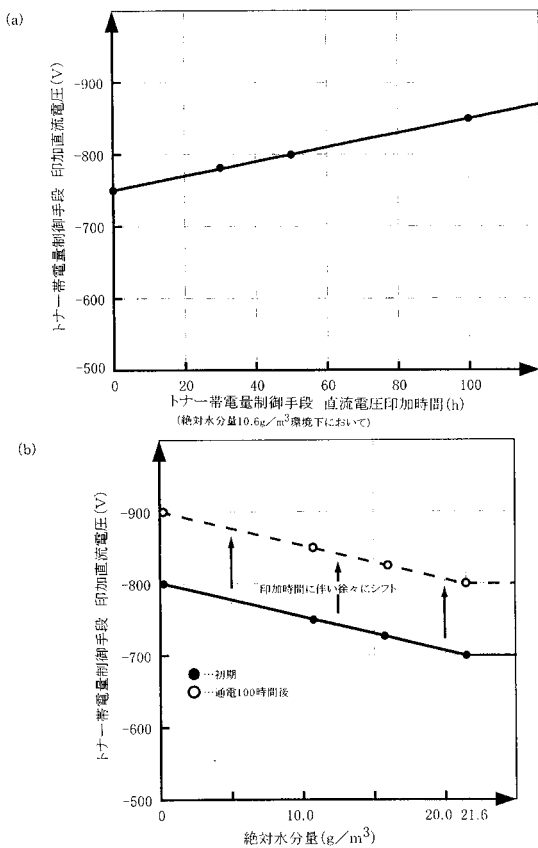 (a)
トナー帯電量制御手段 印加直流電圧(V)
-900
-800
-700
-600
-500
0 20 40 60 80 100
トナー帯電量制御手段 直流電圧印加時間(h)
(絶対水分量10.6g/m³環境下において)
(b)
トナー帯電量制御手段 印加直流電圧(V)
-900
-800
-700
-600
-500
印加時間に伴い徐々にシフト
●…初期
○…通電100時間後
0 10.0 20.0 21.6
絶対水分量(g/m³)